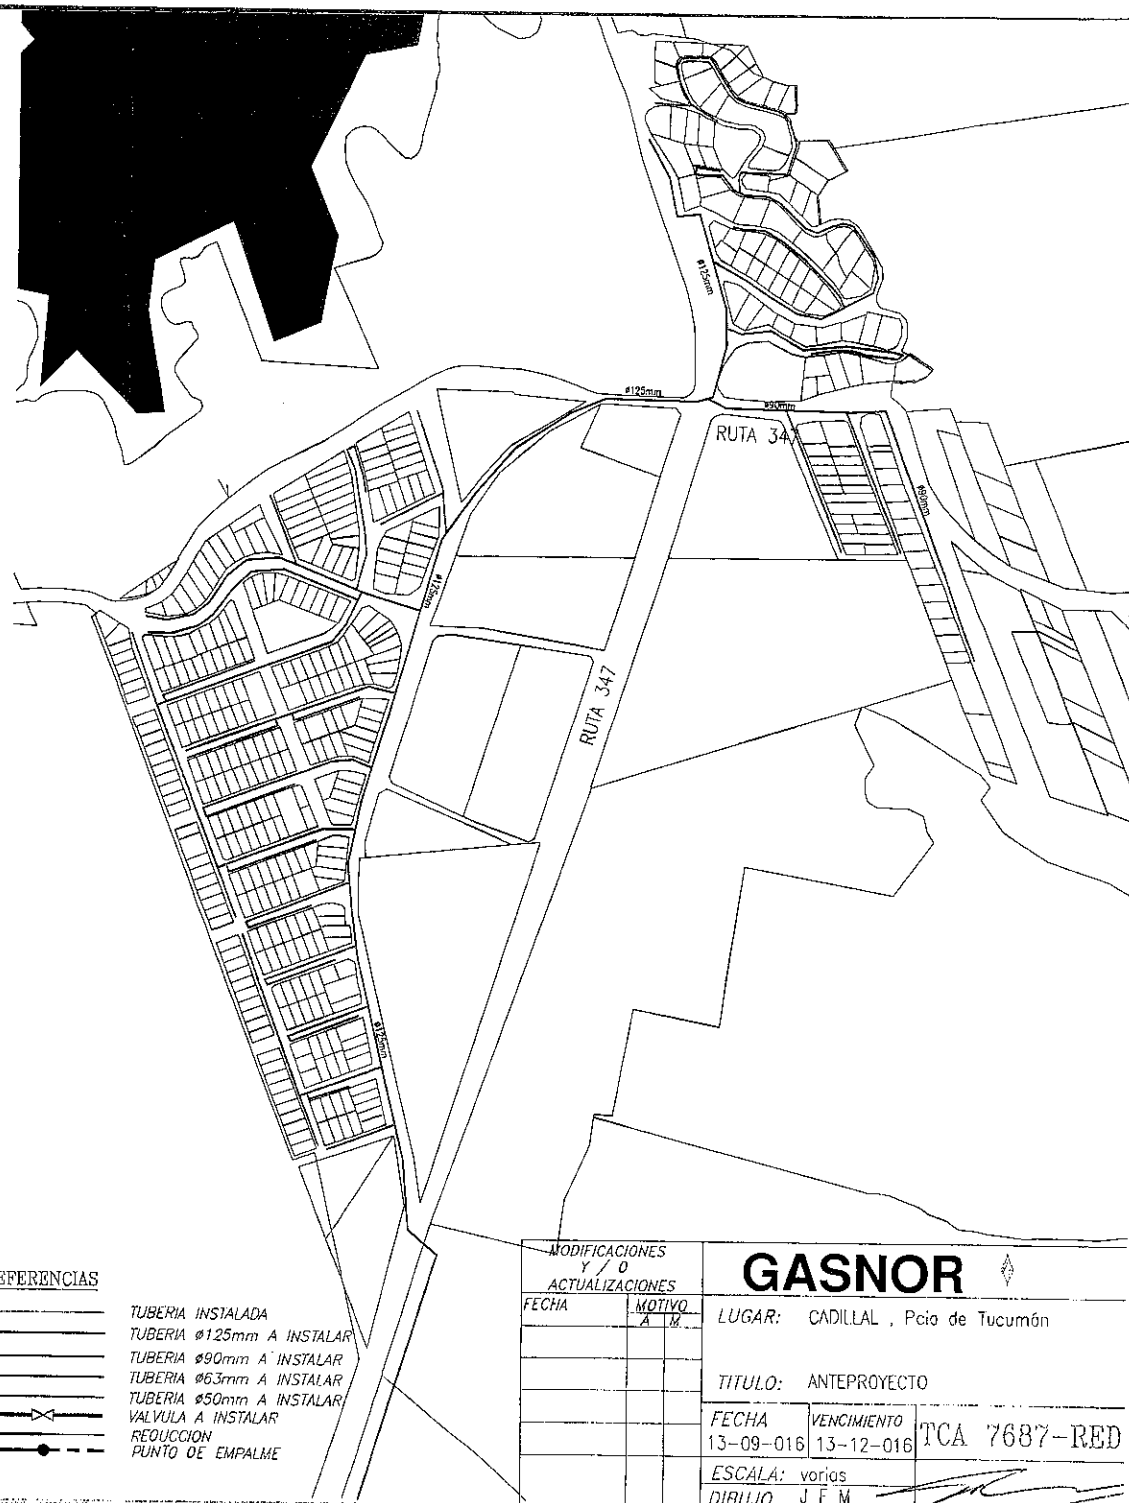 ø125mm
ø125mm
ø90mm
RUTA 347
ø90mm
ø125mm
RUTA 347
ø125mm
EFERENCIAS
TUBERIA INSTALADA
TUBERIA ø125mm A INSTALAR
TUBERIA ø90mm A INSTALAR
TUBERIA ø63mm A INSTALAR
TUBERIA ø50mm A INSTALAR
VALVULA A INSTALAR
REDUCCION
PUNTO DE EMPALME
MODIFICACIONES
Y / O
ACTUALIZACIONES
FECHA MOTIVO
A M
GASNOR
LUGAR: CADILLAL , Pcio de Tucumán
TITULO: ANTEPROYECTO
FECHA VENCIMIENTO
13-09-016 13-12-016 TCA 7687-RED
ESCALA: varios
DIBUJO J F M